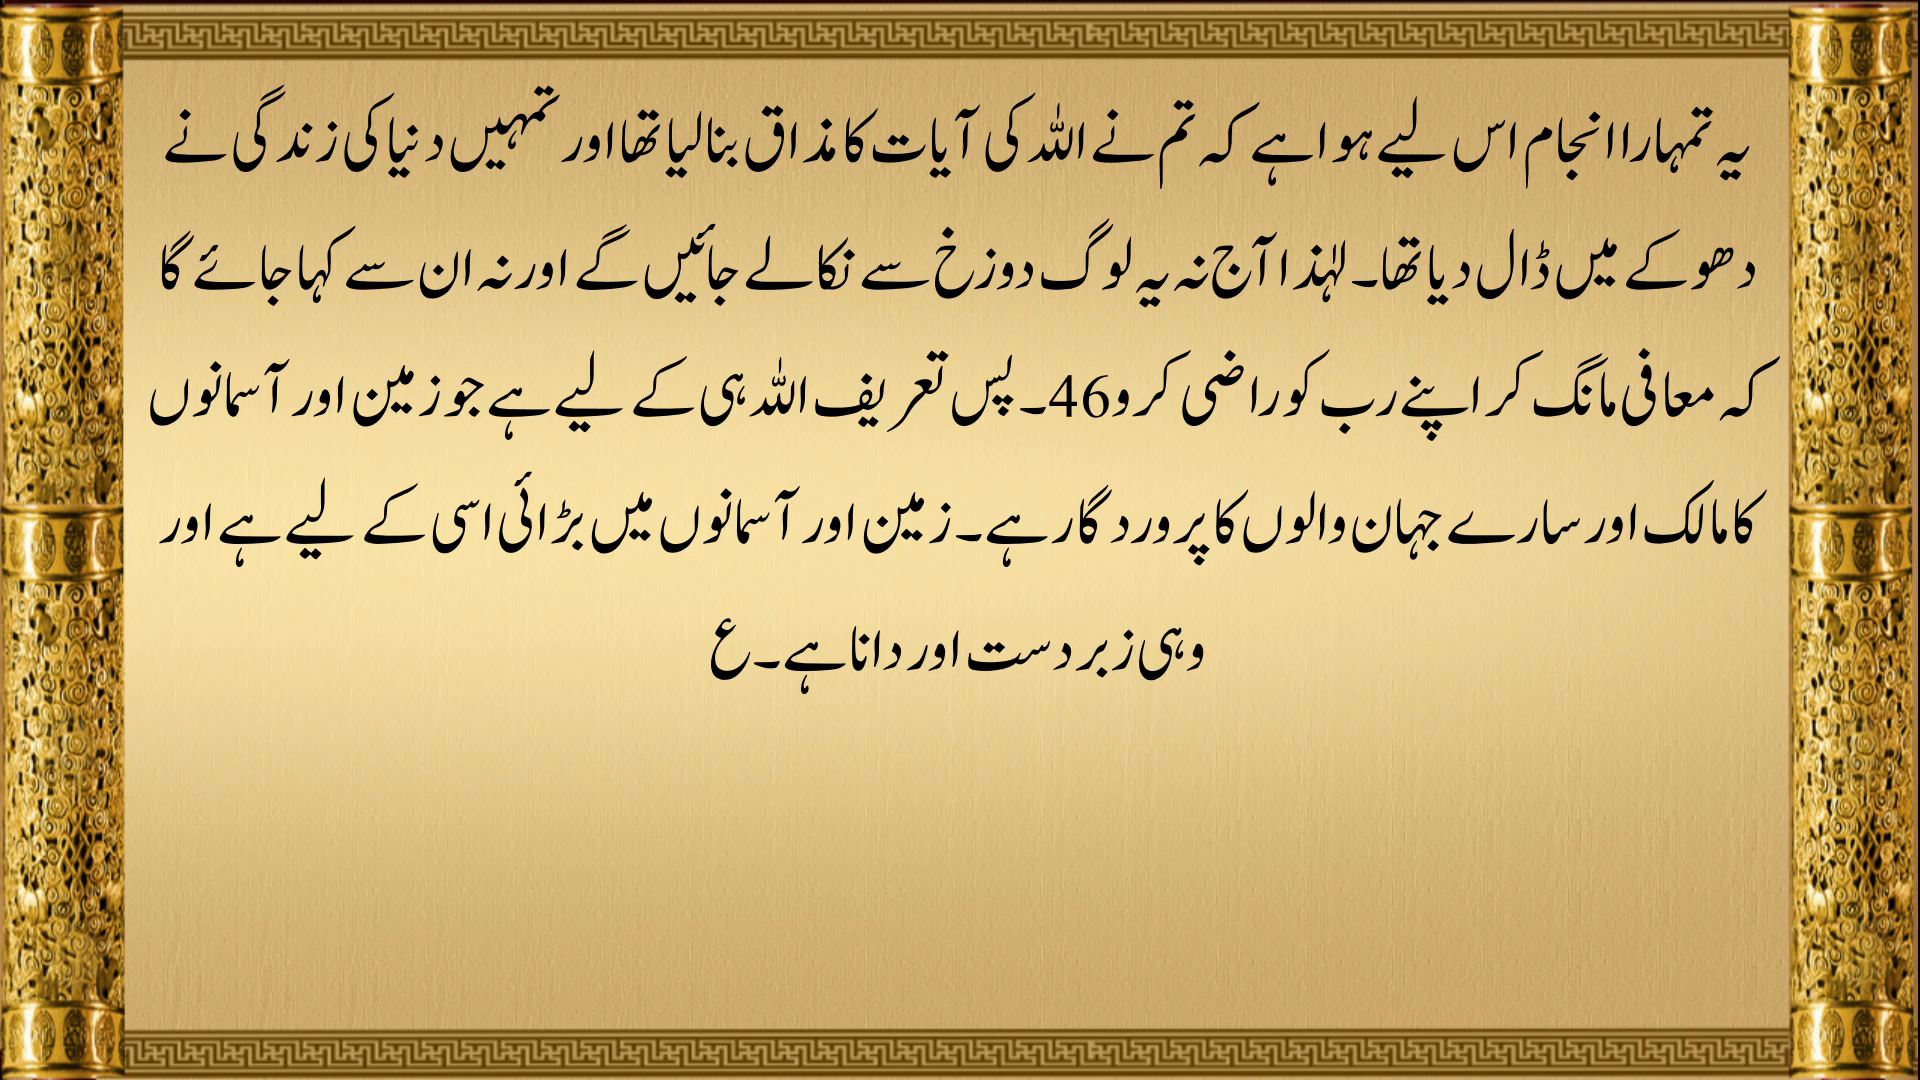 یہ تمہارا انجام اس لیے ہوا ہے کہ تم نے اللہ کی آیات کا مذاق بنالیا تھا اور تمہیں دنیا کی زندگی نے
دھوکے میں ڈال دیا تھا۔ لہٰذا آج نہ یہ لوگ دوزخ سے نکالے جائیں گے اور نہ ان سے کہا جائے گا
کہ معافی مانگ کر اپنے رب کو راضی کرو46۔ پس تعریف اللہ ہی کے لیے ہے جو زمین اور آسمانوں
کا مالک اور سارے جہان والوں کا پروردگار ہے۔ زمین اور آسمانوں میں بڑائی اسی کے لیے ہے اور
وہی زبردست اور دانا ہے۔ ع